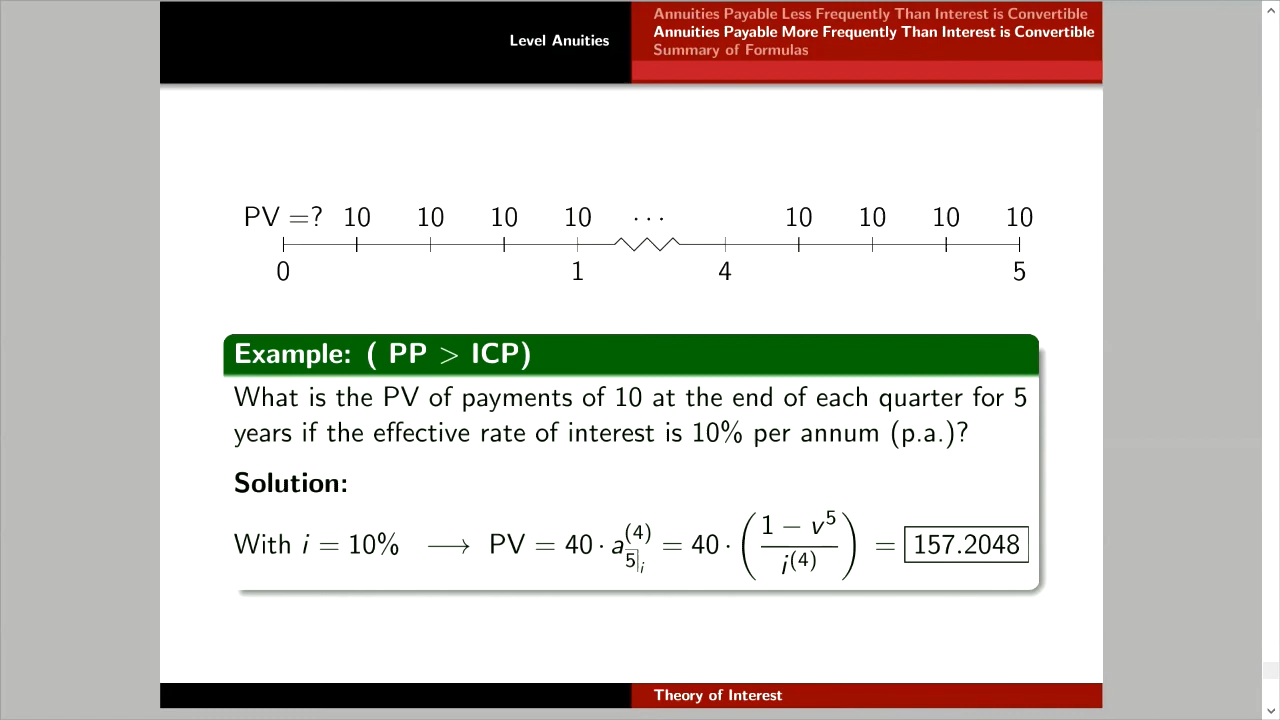 Level Anuities
Annuities Payable Less Frequently Than Interest is Convertible
Annuities Payable More Frequently Than Interest is Convertible
Summary of Formulas
PV =? 10 10 10 10 ··· 10 10 10 10
0 1 4 5
Example: ( PP > ICP)
What is the PV of payments of 10 at the end of each quarter for 5
years if the effective rate of interest is 10% per annum (p.a.)?
Solution:
With i = 10% ⟶ PV = 40 · a^{(4)}_{\overline{5}|_i} = 40 · ( \frac{1 − v^5}{i^{(4)}} ) = 157.2048
Theory of Interest